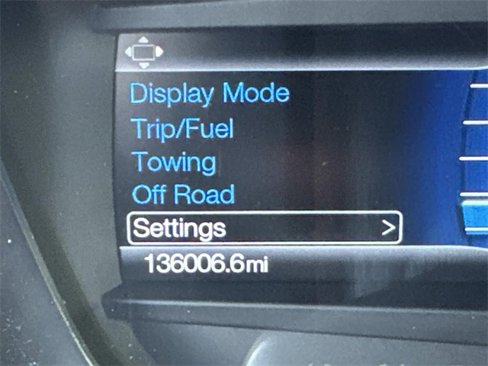 Display Mode
Trip/Fuel
Towing
Off Road
Settings >
136006.6mi